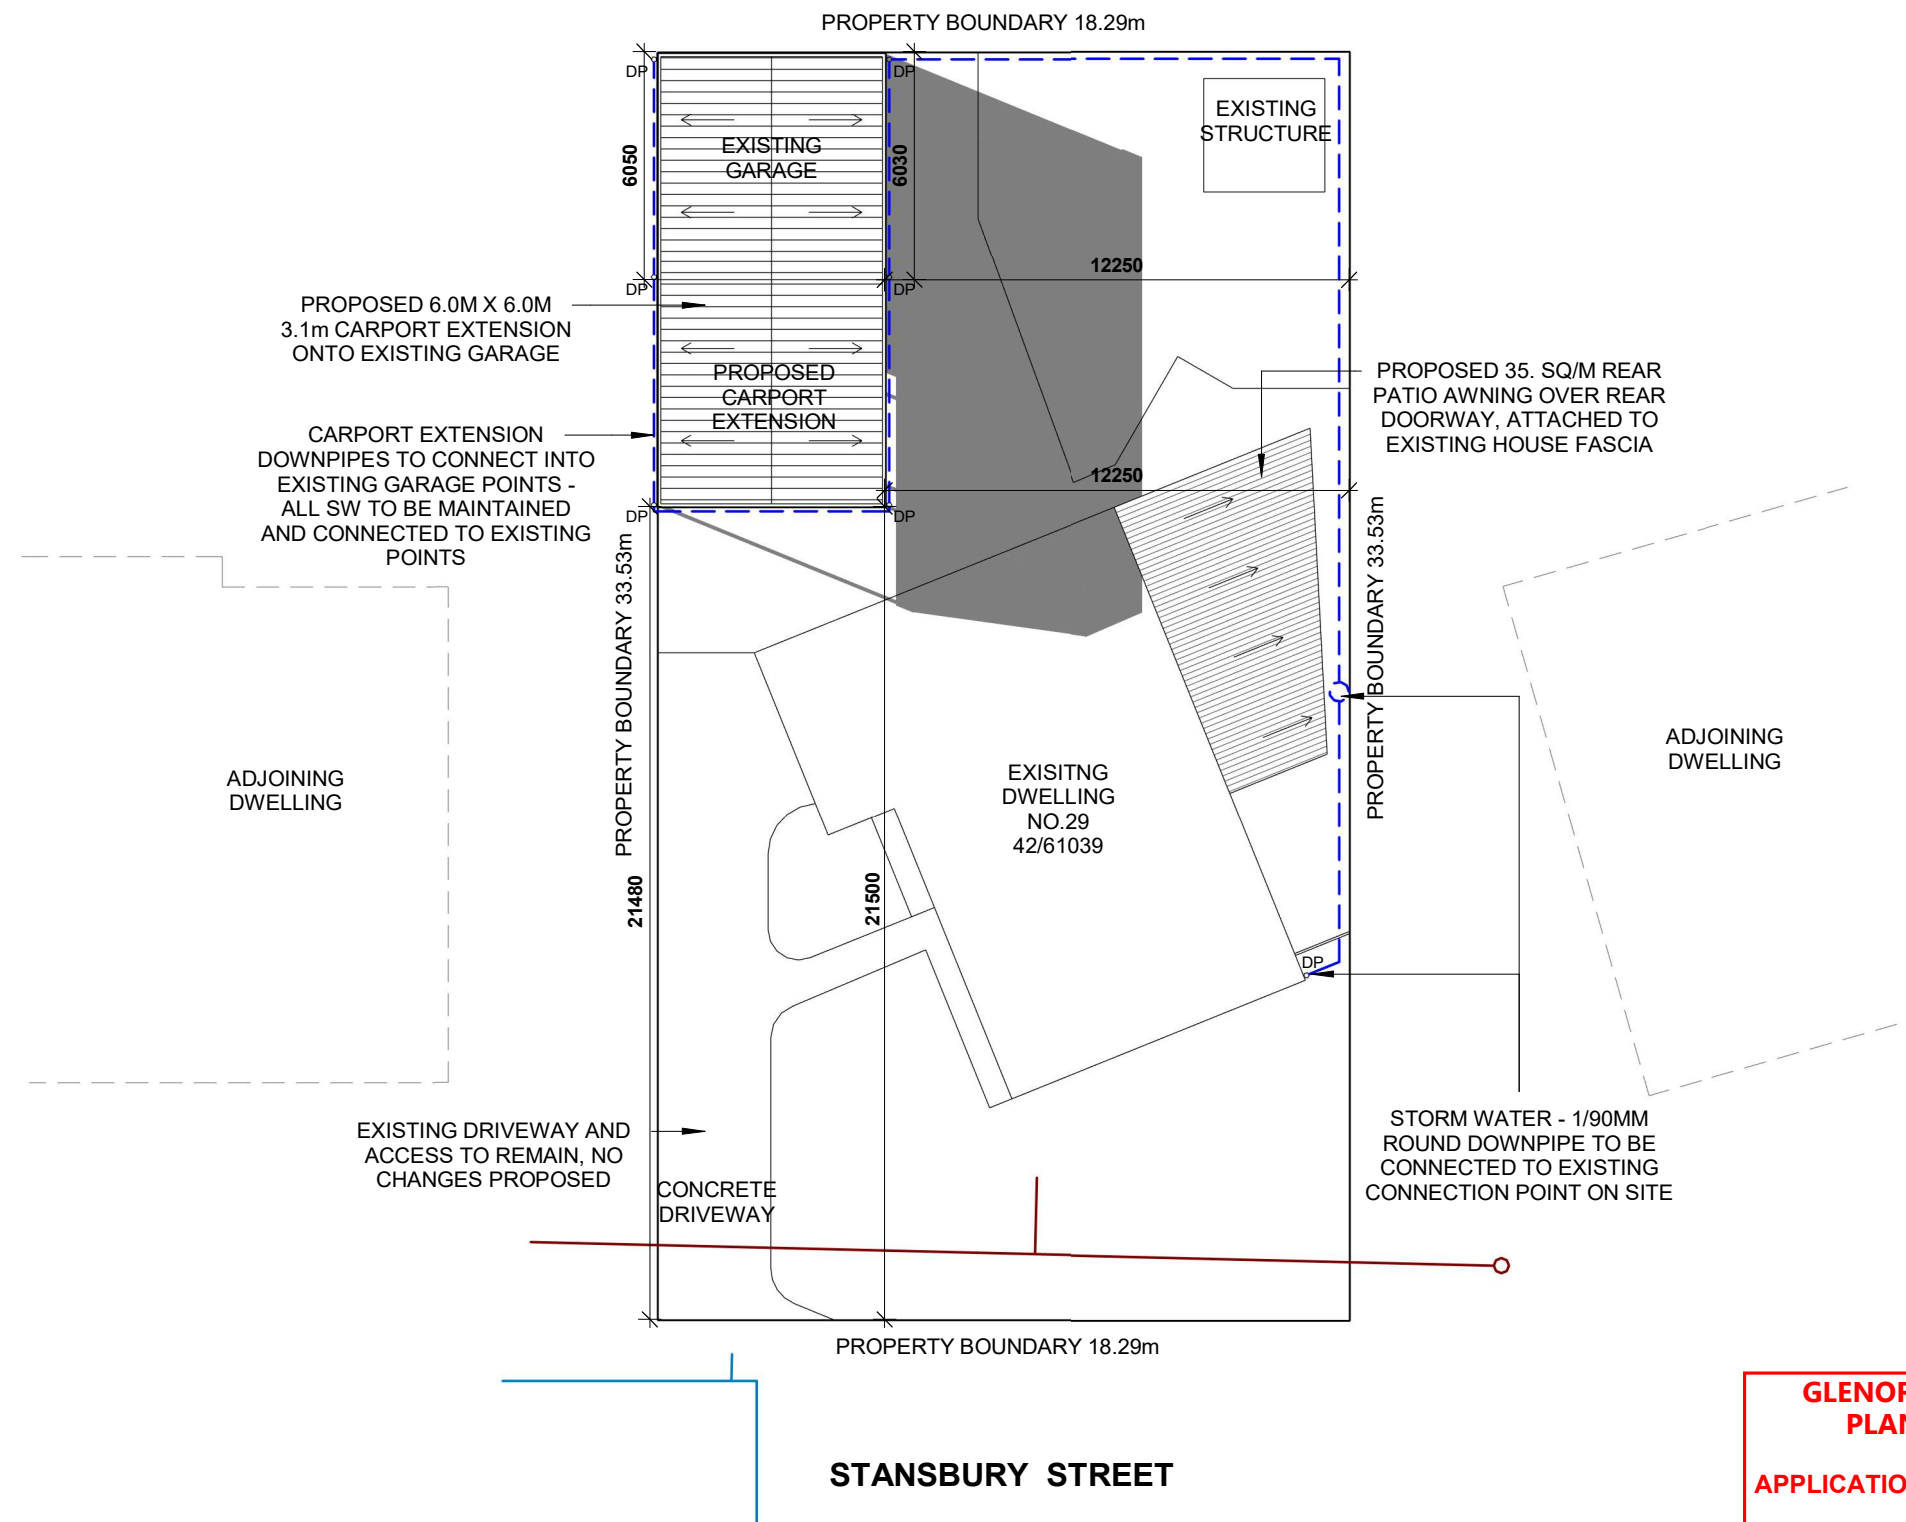 PROPERTY BOUNDARY 18.29m
DP
DP
EXISTING
GARAGE
6050
6030
EXISTING
STRUCTURE
12250
DP
DP
PROPOSED 6.0M X 6.0M
3.1m CARPORT EXTENSION
ONTO EXISTING GARAGE
PROPOSED
CARPORT
EXTENSION
PROPOSED 35. SQ/M REAR
PATIO AWNING OVER REAR
DOORWAY, ATTACHED TO
EXISTING HOUSE FASCIA
CARPORT EXTENSION
DOWNPIPES TO CONNECT INTO
EXISTING GARAGE POINTS -
ALL SW TO BE MAINTAINED
AND CONNECTED TO EXISTING
POINTS
12250
DP
DP
PROPERTY BOUNDARY 33.53m
PROPERTY BOUNDARY 33.53m
ADJOINING
DWELLING
EXISITNG
DWELLING
NO.29
42/61039
ADJOINING
DWELLING
21480
21500
DP
EXISTING DRIVEWAY AND
ACCESS TO REMAIN, NO
CHANGES PROPOSED
CONCRETE
DRIVEWAY
STORM WATER - 1/90MM
ROUND DOWNPIPE TO BE
CONNECTED TO EXISTING
CONNECTION POINT ON SITE
PROPERTY BOUNDARY 18.29m
STANSBURY STREET
GLENOR
PLAN
APPLICATIO